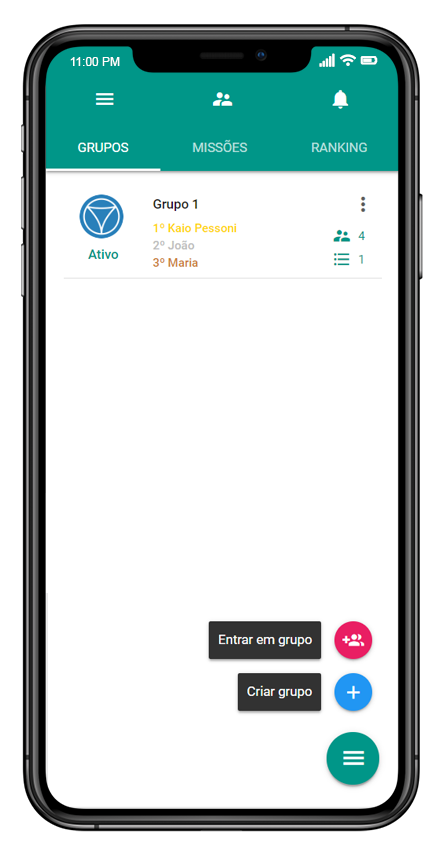 11:00 PM
GRUPOS MISSÕES RANKING
Grupo 1
1º Kaio Pessoni
4
2º João
Ativo
3º Maria
1
Entrar em grupo
Criar grupo